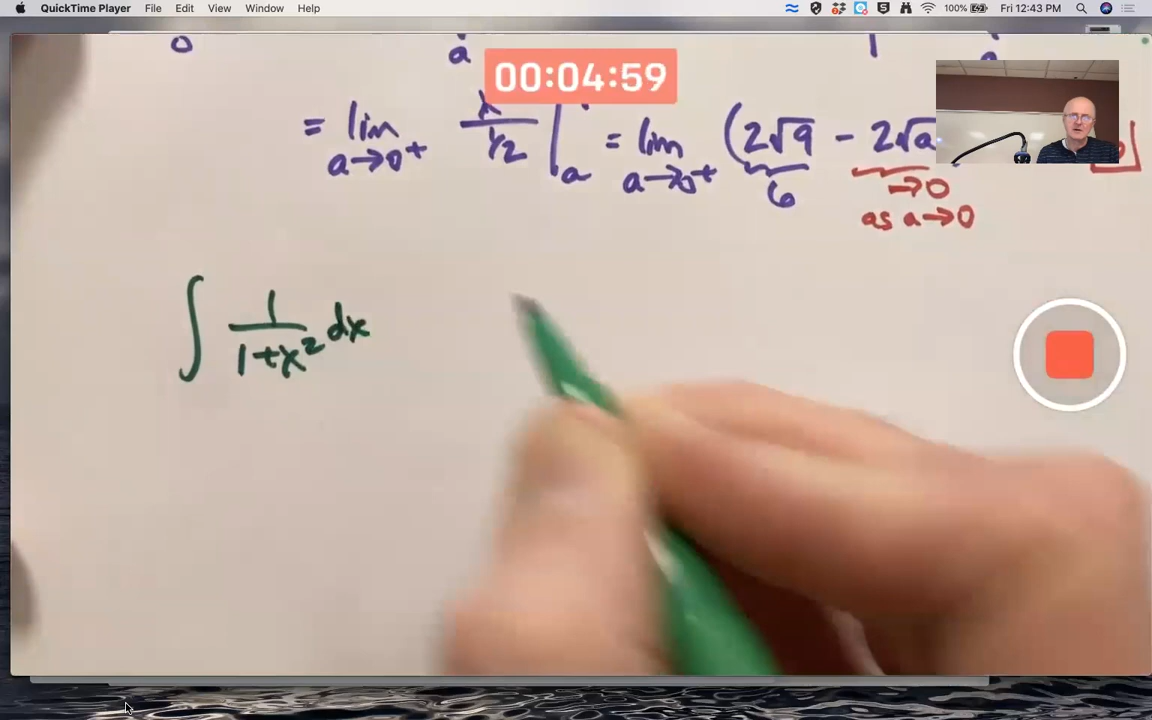 QuickTime Player File Edit View Window Help 100% Fri 12:43 PM
00:04:59
0 a 1
= lim a→0⁺ x/(1/2) |ₐ = lim a→0⁺ (2√9 - 2√a
6 →0
as a→0
∫ 1/(1+x²) dx